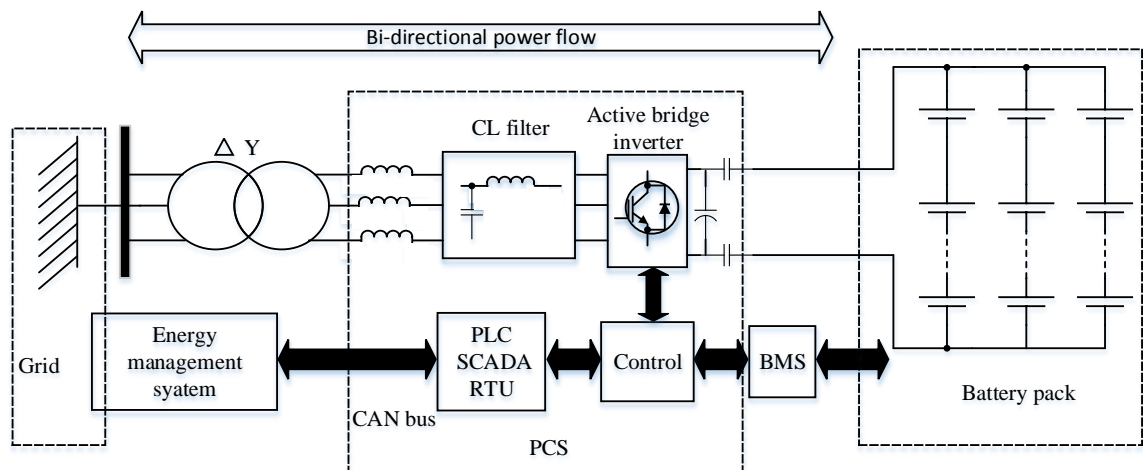 Bi-directional power flow
Δ Y
CL filter
Active bridge
inverter
Grid
Energy
management
syatem
CAN bus
PLC
SCADA
RTU
Control
BMS
PCS
Battery pack